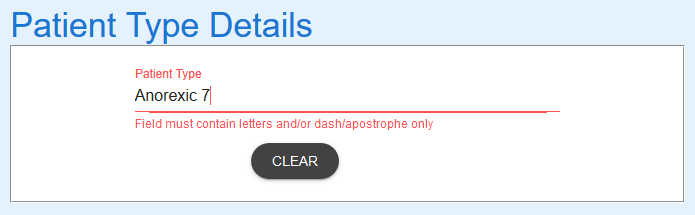 Patient Type Details
Patient Type
Anorexic 7
Field must contain letters and/or dash/apostrophe only
CLEAR